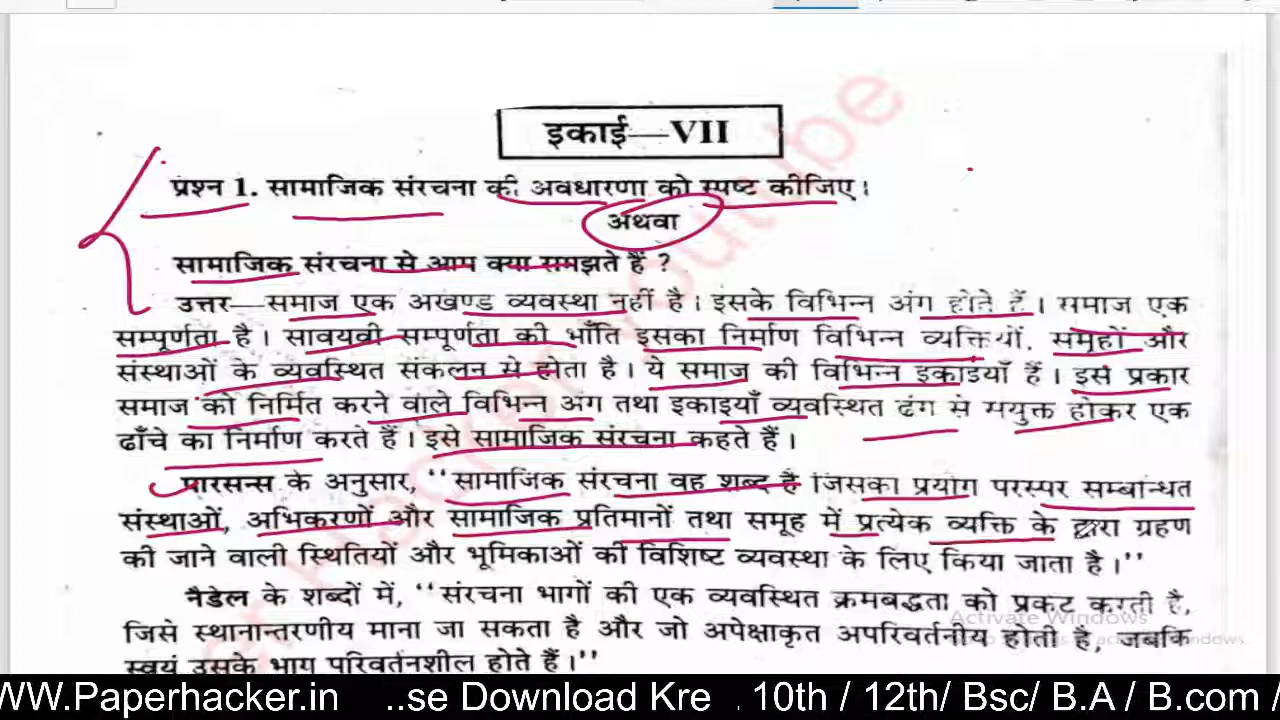 इकाई—VII
प्रश्न 1. सामाजिक संरचना की अवधारणा को स्पष्ट कीजिए।
अथवा
सामाजिक संरचना से आप क्या समझते हैं ?
उत्तर—समाज एक अखण्ड व्यवस्था नहीं है। इसके विभिन्न अंग होते हैं। समाज एक
सम्पूर्णता है। सावयवी सम्पूर्णता की भाँति इसका निर्माण विभिन्न व्यक्तियों, समूहों और
संस्थाओं के व्यवस्थित संकलन से होता है। ये समाज की विभिन्न इकाइयाँ हैं। इस प्रकार
समाज को निर्मित करने वाले विभिन्न अंग तथा इकाइयाँ व्यवस्थित ढंग से संयुक्त होकर एक
ढाँचे का निर्माण करते हैं। इसे सामाजिक संरचना कहते हैं।
पारसन्स के अनुसार, ‘‘सामाजिक संरचना वह शब्द है जिसका प्रयोग परस्पर सम्बन्धित
संस्थाओं, अभिकरणों और सामाजिक प्रतिमानों तथा समूह में प्रत्येक व्यक्ति के द्वारा ग्रहण
की जाने वाली स्थितियों और भूमिकाओं की विशिष्ट व्यवस्था के लिए किया जाता है।’’
नैडेल के शब्दों में, ‘‘संरचना भागों की एक व्यवस्थित क्रमबद्धता को प्रकट करती है,
जिसे स्थानान्तरणीय माना जा सकता है और जो अपेक्षाकृत अपरिवर्तनीय होती है, जबकि
स्वयं उसके भाग परिवर्तनशील होते हैं।’’
Activate Windows
WW.Paperhacker.in ..se Download Kre . 10th / 12th/ Bsc/ B.A / B.com /